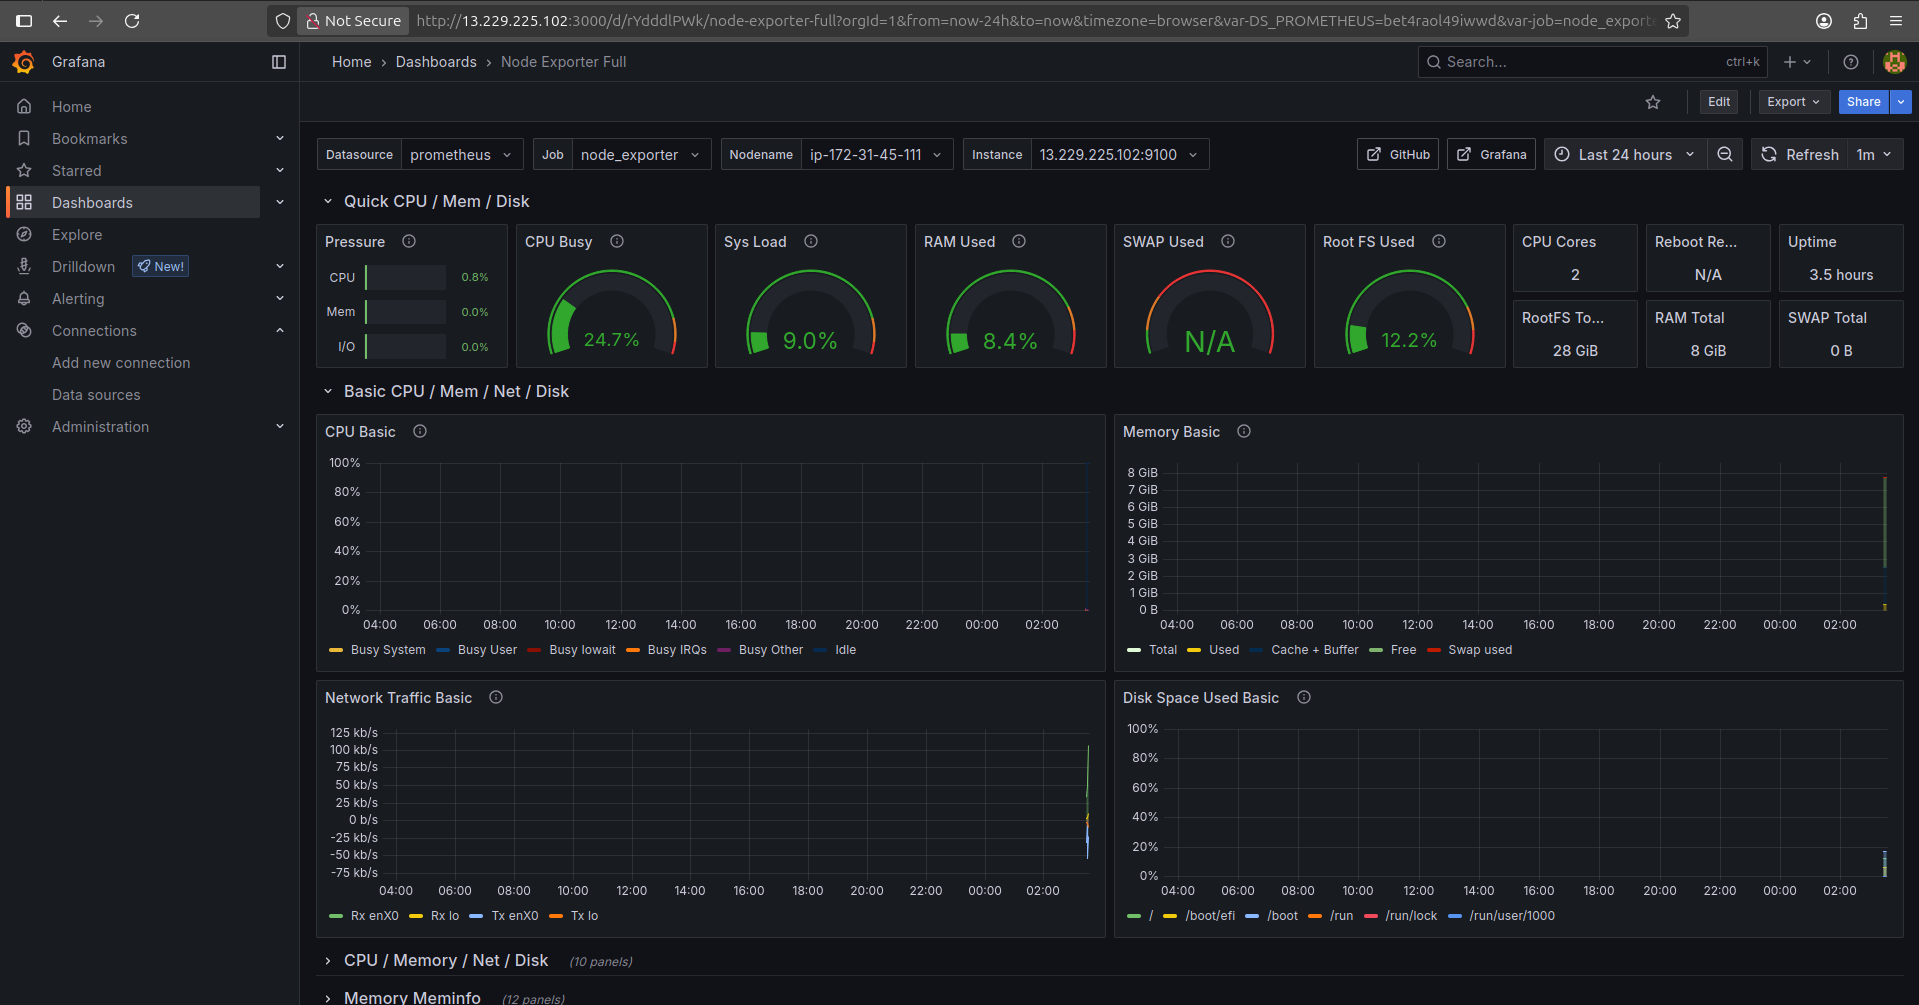 Not Secure http://13.229.225.102:3000/d/rYdddlPWk/node-exporter-full?orgId=1&from=now-24h&to=now&timezone=browser&var-DS_PROMETHEUS=bet4raol49iwwd&var-job=node_exporte
Grafana Home › Dashboards › Node Exporter Full Search... ctrl+k
Edit Export Share
Home
Bookmarks
Starred
Dashboards
Explore
Drilldown New!
Alerting
Connections
Add new connection
Data sources
Administration
Datasource prometheus Job node_exporter Nodename ip-172-31-45-111 Instance 13.229.225.102:9100 GitHub Grafana Last 24 hours Refresh 1m
Quick CPU / Mem / Disk
Pressure
CPU 0.8%
Mem 0.0%
I/O 0.0%
CPU Busy
24.7%
Sys Load
9.0%
RAM Used
8.4%
SWAP Used
N/A
Root FS Used
12.2%
CPU Cores
2
Reboot Re...
N/A
Uptime
3.5 hours
RootFS To...
28 GiB
RAM Total
8 GiB
SWAP Total
0 B
Basic CPU / Mem / Net / Disk
CPU Basic
100%
80%
60%
40%
20%
0%
04:00 06:00 08:00 10:00 12:00 14:00 16:00 18:00 20:00 22:00 00:00 02:00
Busy System Busy User Busy Iowait Busy IRQs Busy Other Idle
Memory Basic
8 GiB
7 GiB
6 GiB
5 GiB
4 GiB
3 GiB
2 GiB
1 GiB
0 B
04:00 06:00 08:00 10:00 12:00 14:00 16:00 18:00 20:00 22:00 00:00 02:00
Total Used Cache + Buffer Free Swap used
Network Traffic Basic
125 kb/s
100 kb/s
75 kb/s
50 kb/s
25 kb/s
0 b/s
-25 kb/s
-50 kb/s
-75 kb/s
04:00 06:00 08:00 10:00 12:00 14:00 16:00 18:00 20:00 22:00 00:00 02:00
Rx enX0 Rx lo Tx enX0 Tx lo
Disk Space Used Basic
100%
80%
60%
40%
20%
0%
04:00 06:00 08:00 10:00 12:00 14:00 16:00 18:00 20:00 22:00 00:00 02:00
/ /boot/efi /boot /run /run/lock /run/user/1000
CPU / Memory / Net / Disk (10 panels)
Memory Meminfo (12 panels)